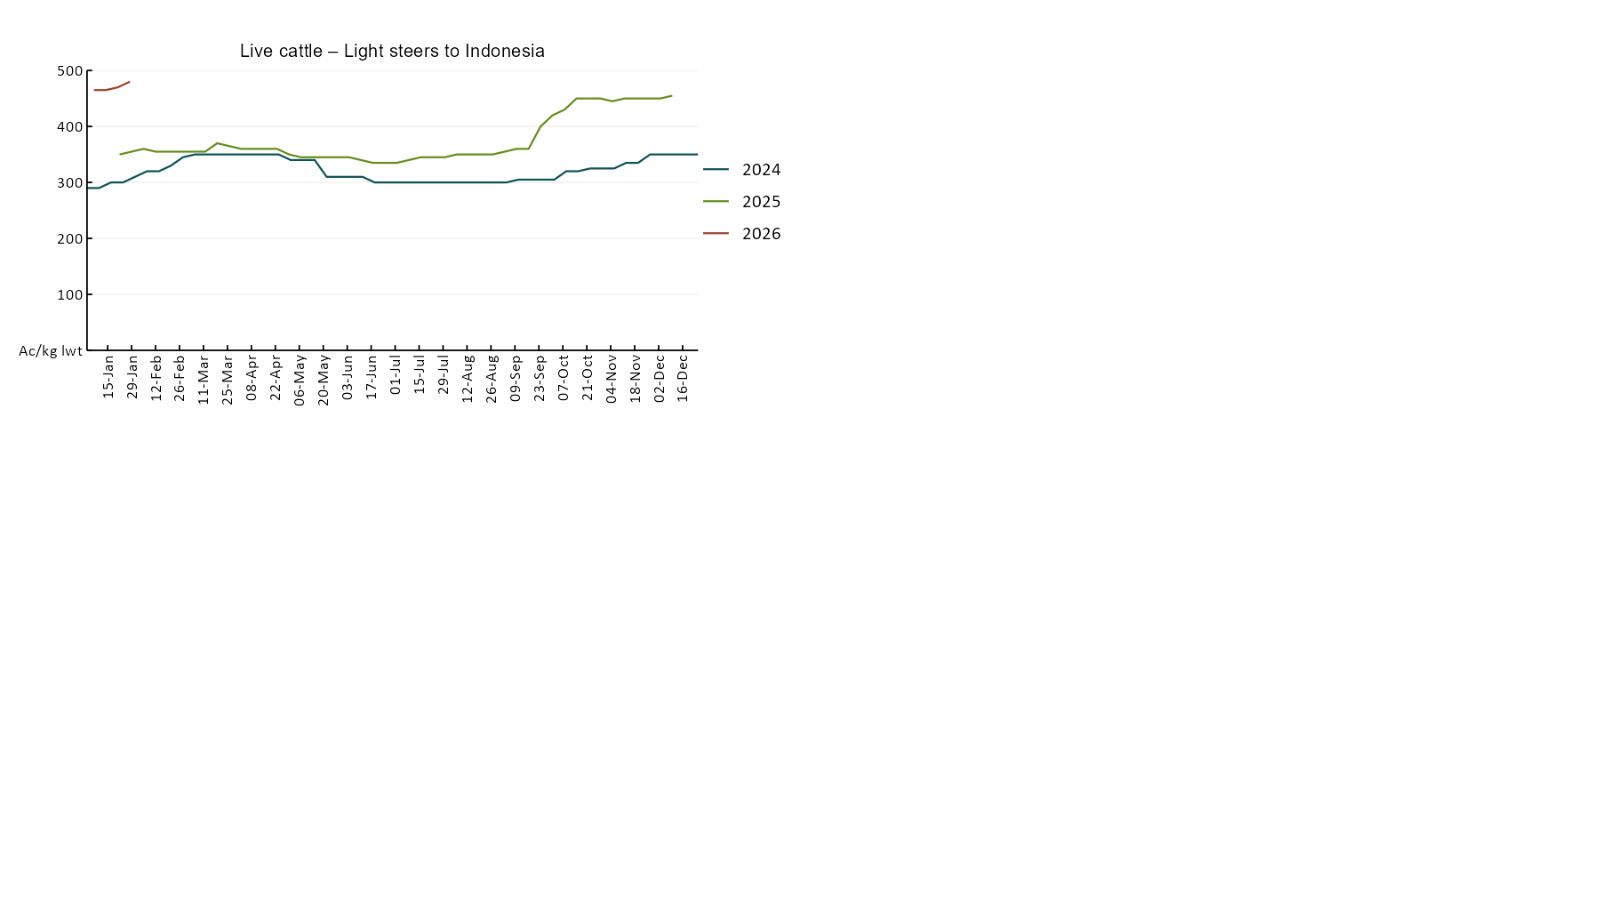 Live cattle – Light steers to Indonesia
500
400
300
200
100
Ac/kg lwt
15-Jan
29-Jan
12-Feb
26-Feb
11-Mar
25-Mar
08-Apr
22-Apr
06-May
20-May
03-Jun
17-Jun
01-Jul
15-Jul
29-Jul
12-Aug
26-Aug
09-Sep
23-Sep
07-Oct
21-Oct
04-Nov
18-Nov
02-Dec
16-Dec
2024
2025
2026